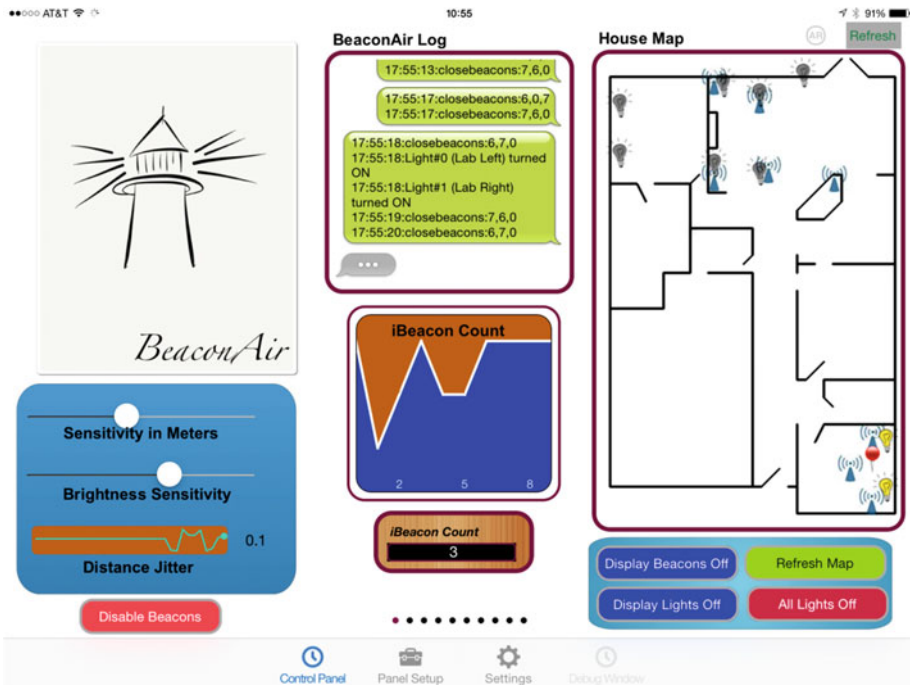 AT&T
10:55
91%
BeaconAir Log
House Map
AR
Refresh
17:55:13:closebeacons:7,6,0
17:55:17:closebeacons:6,0,7
17:55:17:closebeacons:7,6,0
17:55:18:closebeacons:6,7,0
17:55:18:Light#0 (Lab Left) turned
ON
17:55:18:Light#1 (Lab Right)
turned ON
17:55:19:closebeacons:7,6,0
17:55:20:closebeacons:6,7,0
BeaconAir
iBeacon Count
2 5 8
Sensitivity in Meters
Brightness Sensitivity
0.1
Distance Jitter
iBeacon Count
3
Disable Beacons
Display Beacons Off
Refresh Map
Display Lights Off
All Lights Off
Control Panel
Panel Setup
Settings
Debug Window